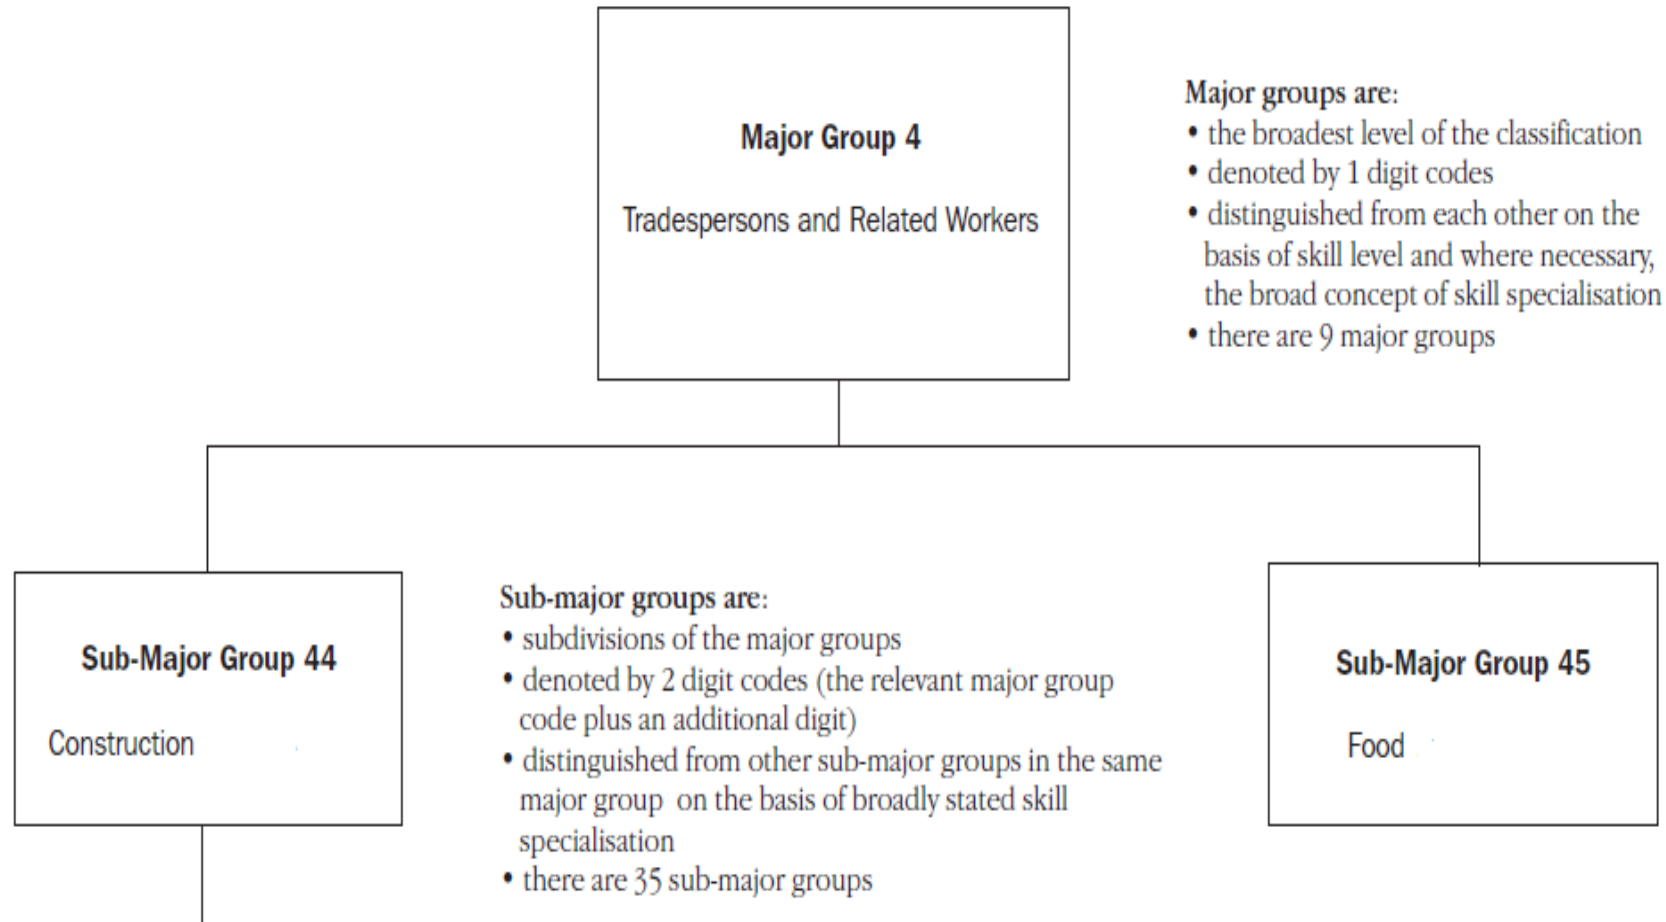 Major Group 4
Tradespersons and Related Workers
Major groups are:
• the broadest level of the classification
• denoted by 1 digit codes
• distinguished from each other on the
basis of skill level and where necessary,
the broad concept of skill specialisation
• there are 9 major groups
Sub-Major Group 44
Construction
Sub-major groups are:
• subdivisions of the major groups
• denoted by 2 digit codes (the relevant major group
code plus an additional digit)
• distinguished from other sub-major groups in the same
major group on the basis of broadly stated skill
specialisation
• there are 35 sub-major groups
Sub-Major Group 45
Food